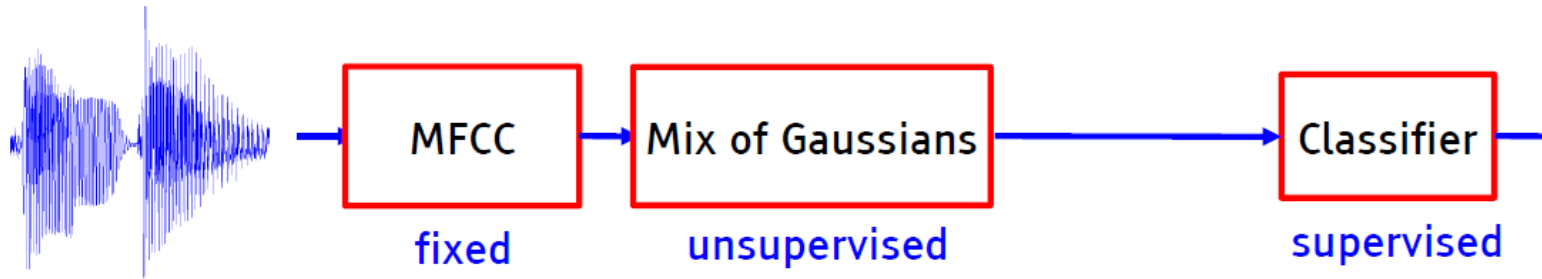 MFCC
Mix of Gaussians
Classifier
fixed
unsupervised
supervised